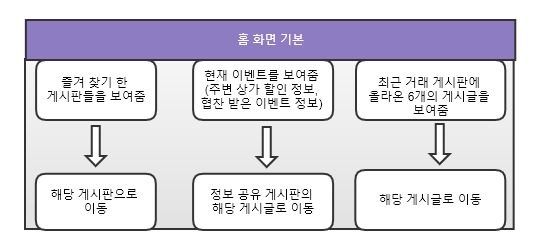 홈 화면 기본
즐겨 찾기 한
게시판들을 보여줌
현재 이벤트를 보여줌
(주변 상가 할인 정보,
협찬 받은 이벤트 정보)
최근 거래 게시판에
올라온 6개의 게시글을
보여줌
해당 게시판으로
이동
정보 공유 게시판의
해당 게시글로 이동
해당 게시글로 이동